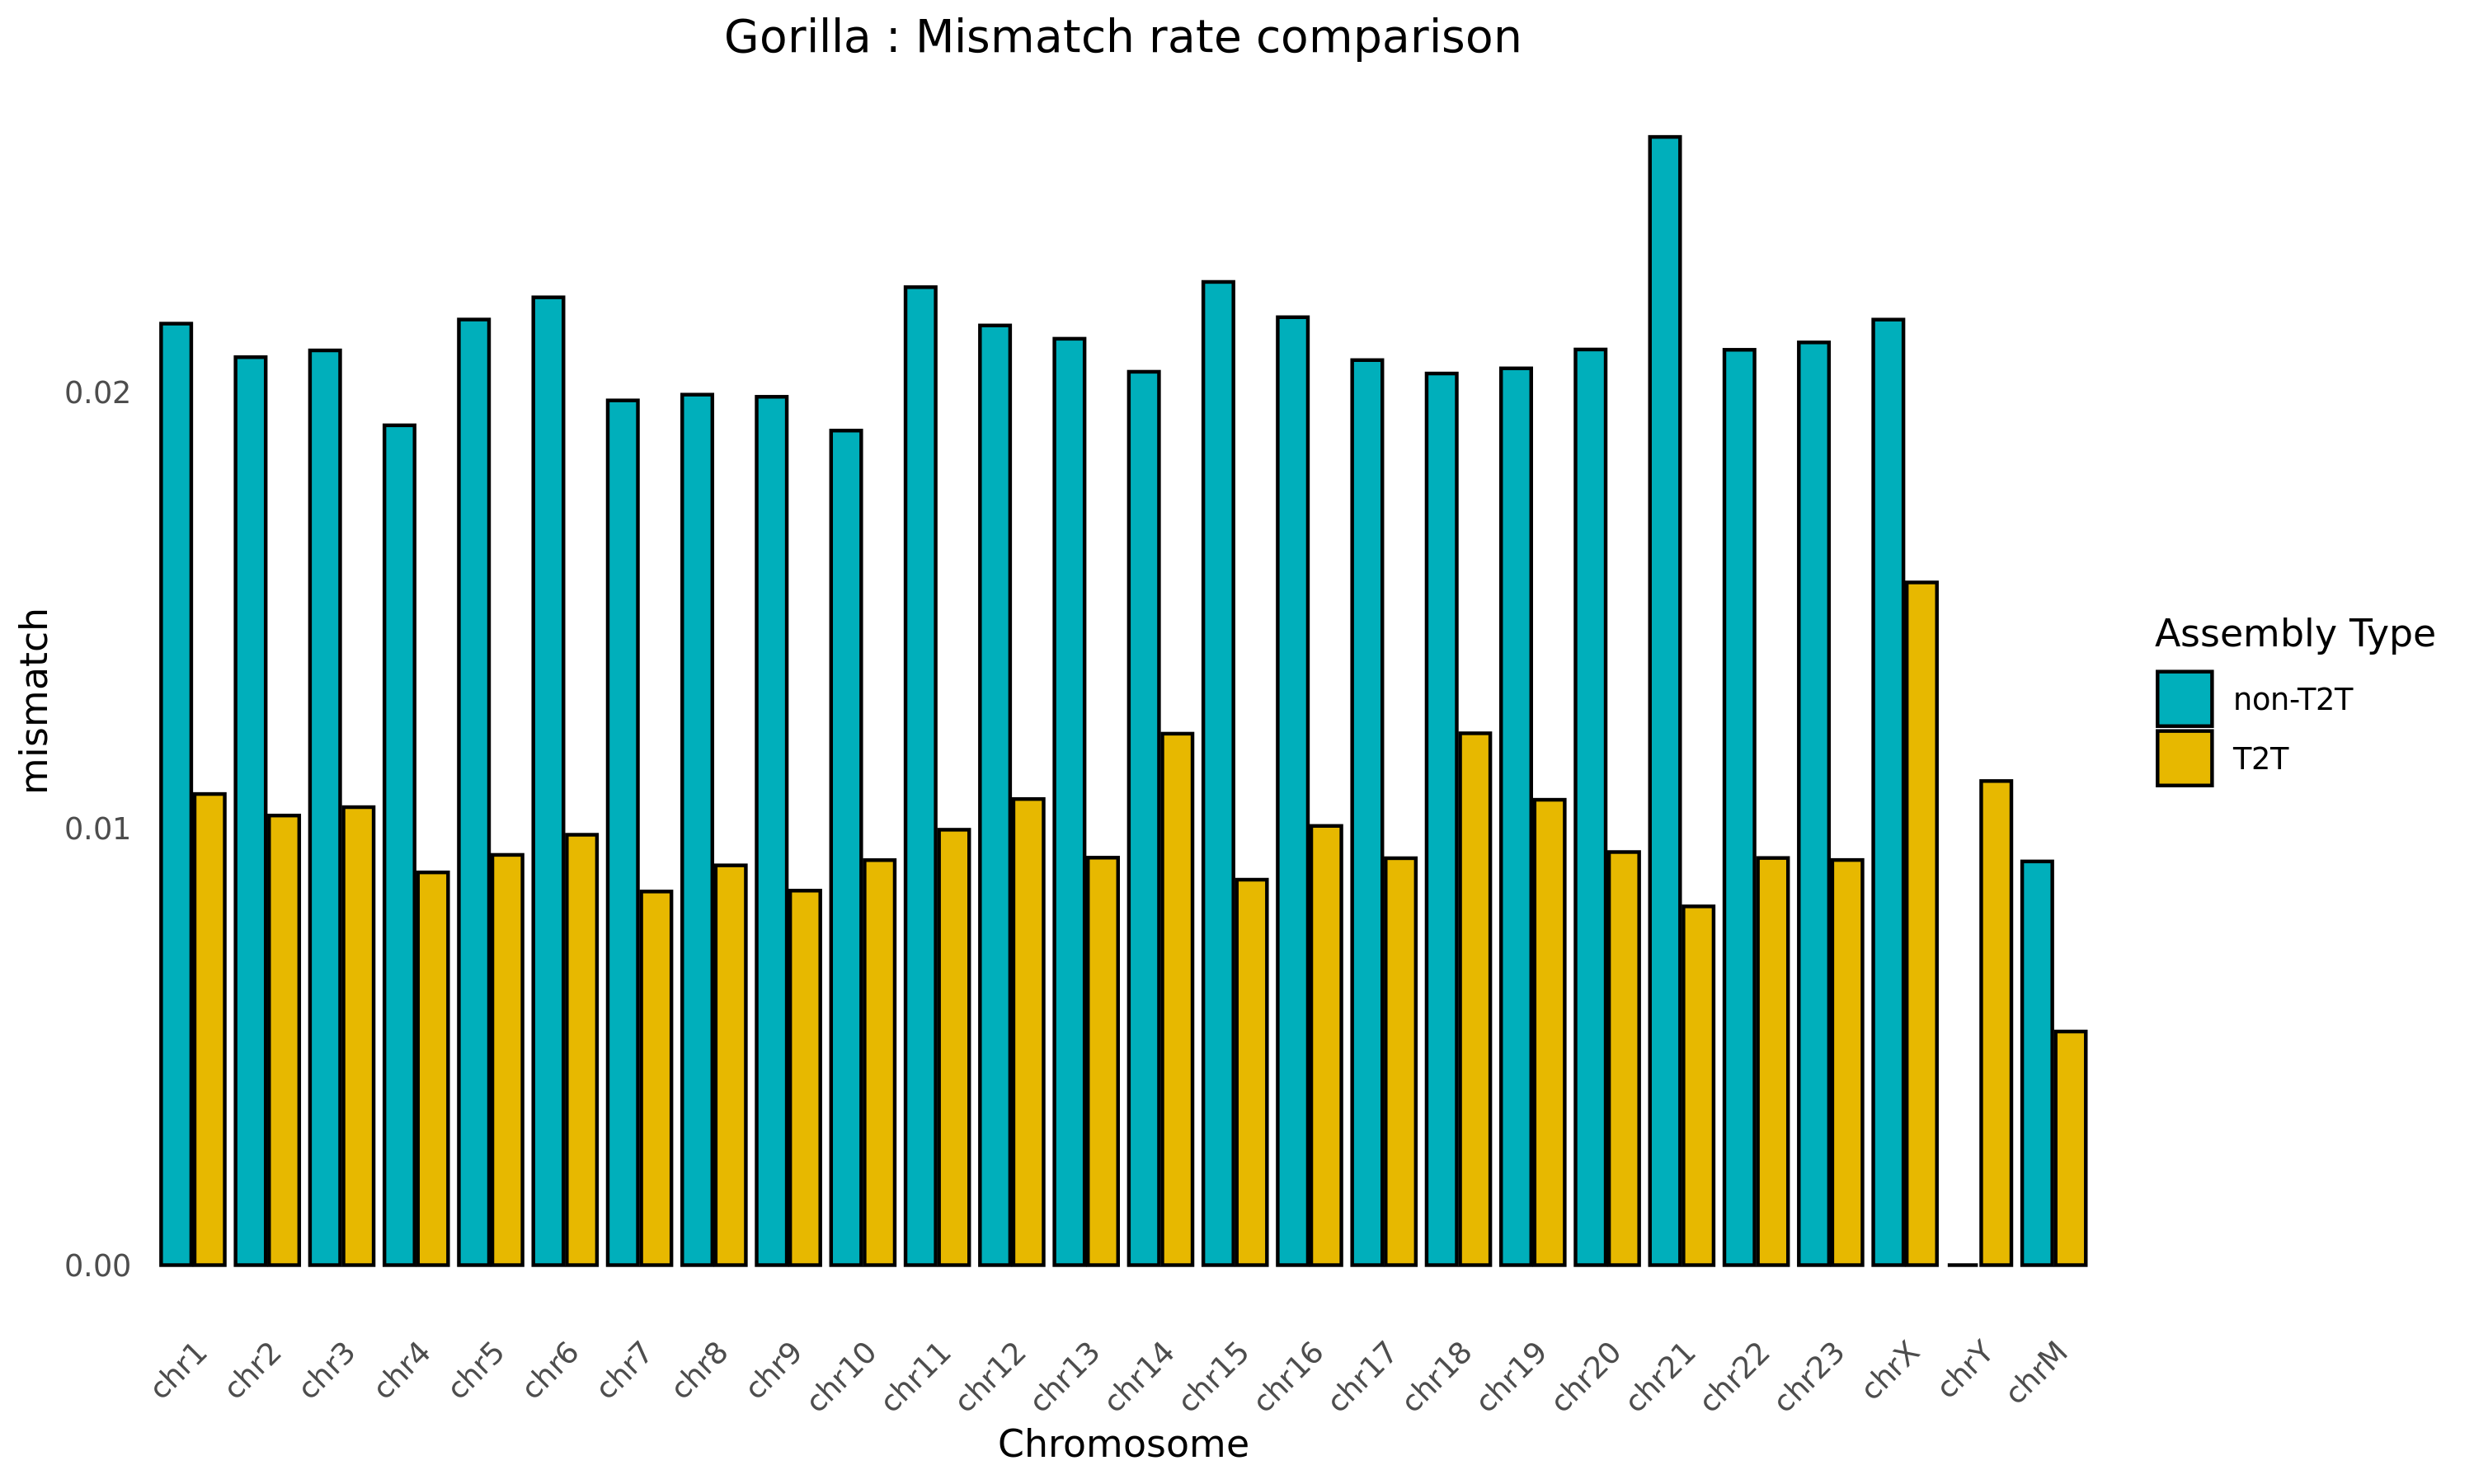 Gorilla : Mismatch rate comparison
mismatch
0.02
0.01
0.00
chr1
chr2
chr3
chr4
chr5
chr6
chr7
chr8
chr9
chr10
chr11
chr12
chr13
chr14
chr15
chr16
chr17
chr18
chr19
chr20
chr21
chr22
chr23
chrX
chrY
chrM
Chromosome
Assembly Type
non-T2T
T2T